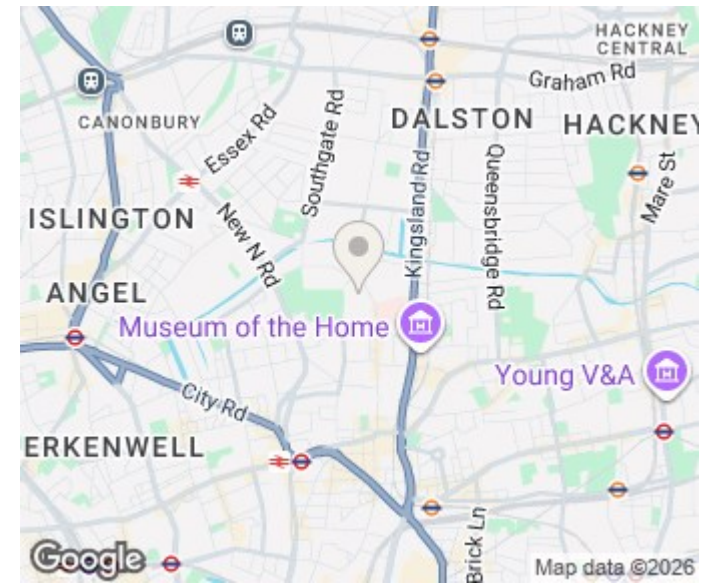 HACKNEY
CENTRAL
Graham Rd
CANONBURY
Essex Rd
Southgate Rd
DALSTON
HACKNEY
Kingsland Rd
Queensbridge Rd
Mare St
ISLINGTON
New N Rd
ANGEL
Museum of the Home
Young V&A
City Rd
ERKENWELL
Brick Ln
Google
Map data ©2026